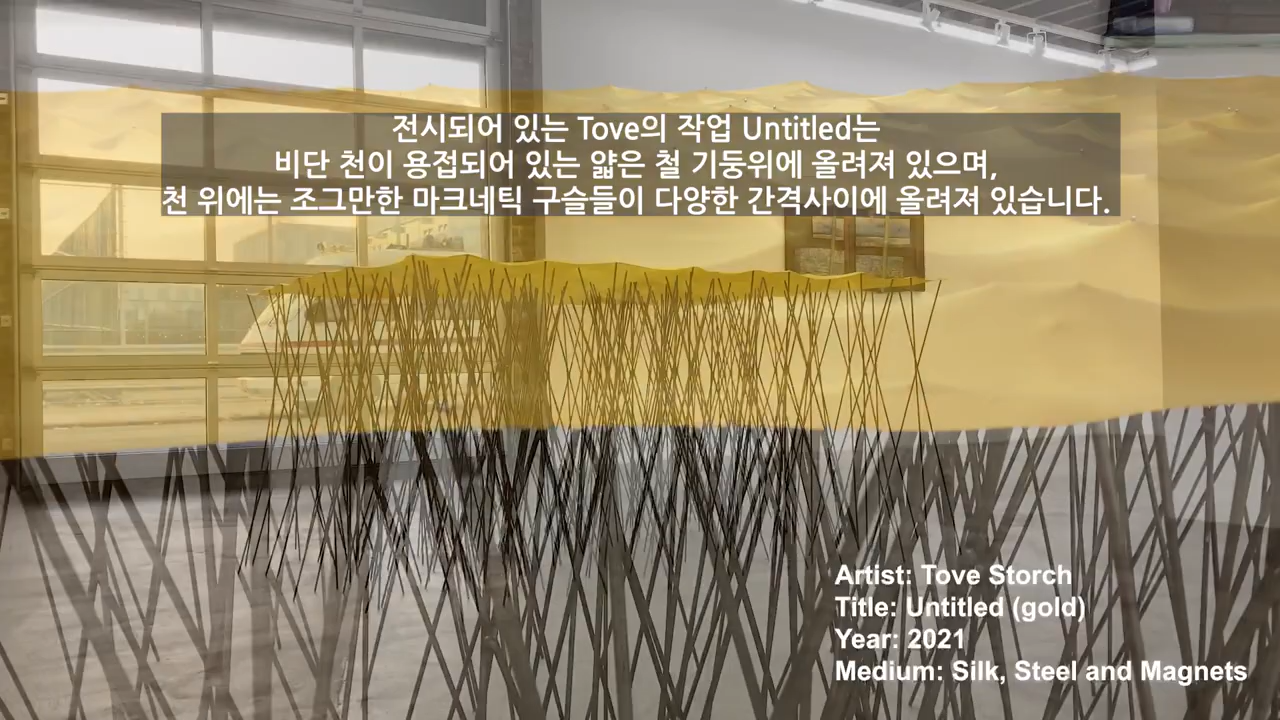 전시되어 있는 Tove의 작업 Untitled는
비단 천이 용접되어 있는 얇은 철 기둥위에 올려져 있으며,
천 위에는 조그만한 마크네틱 구슬들이 다양한 간격사이에 올려져 있습니다.
Artist: Tove Storch
Title: Untitled (gold)
Year: 2021
Medium: Silk, Steel and Magnets